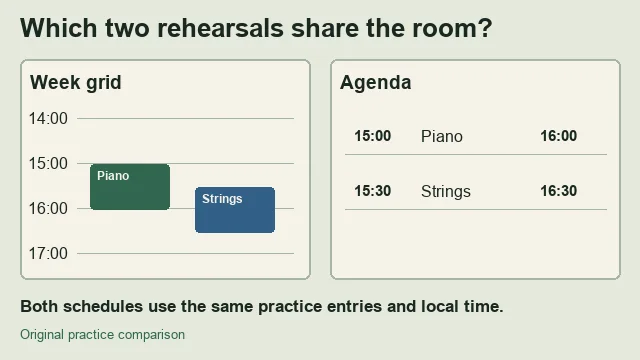 Which two rehearsals share the room?
Week grid
14:00
15:00
Piano
16:00
Strings
17:00
Agenda
15:00 Piano 16:00
15:30 Strings 16:30
Both schedules use the same practice entries and local time.
Original practice comparison